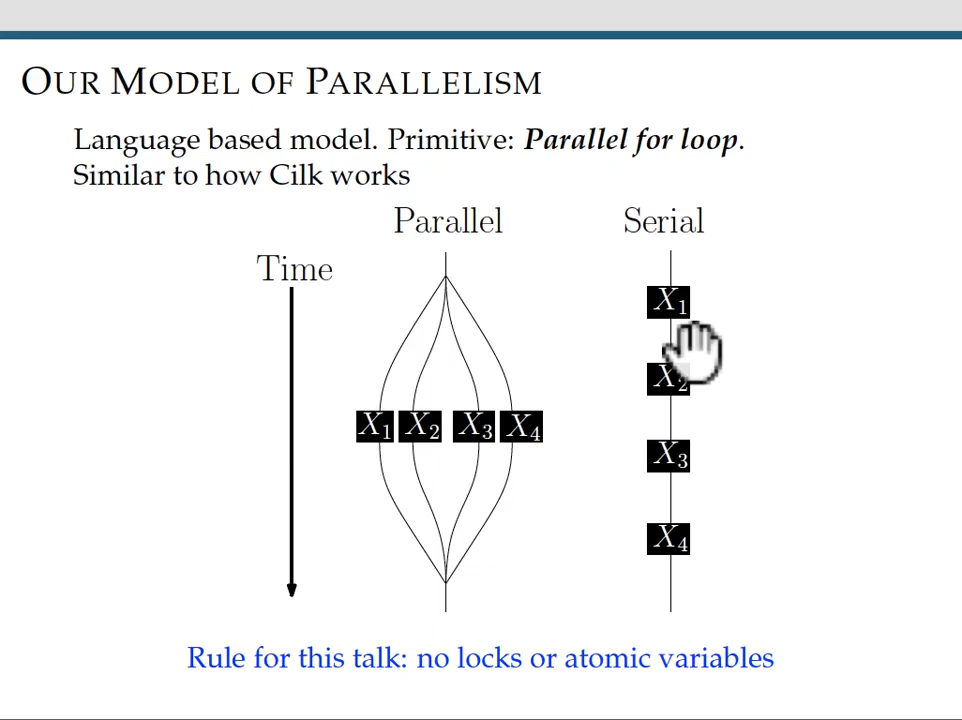 OUR MODEL OF PARALLELISM
Language based model. Primitive: Parallel for loop.
Similar to how Cilk works
Parallel Serial
Time
X1
X2
X1 X2 X3 X4
X3
X4
Rule for this talk: no locks or atomic variables